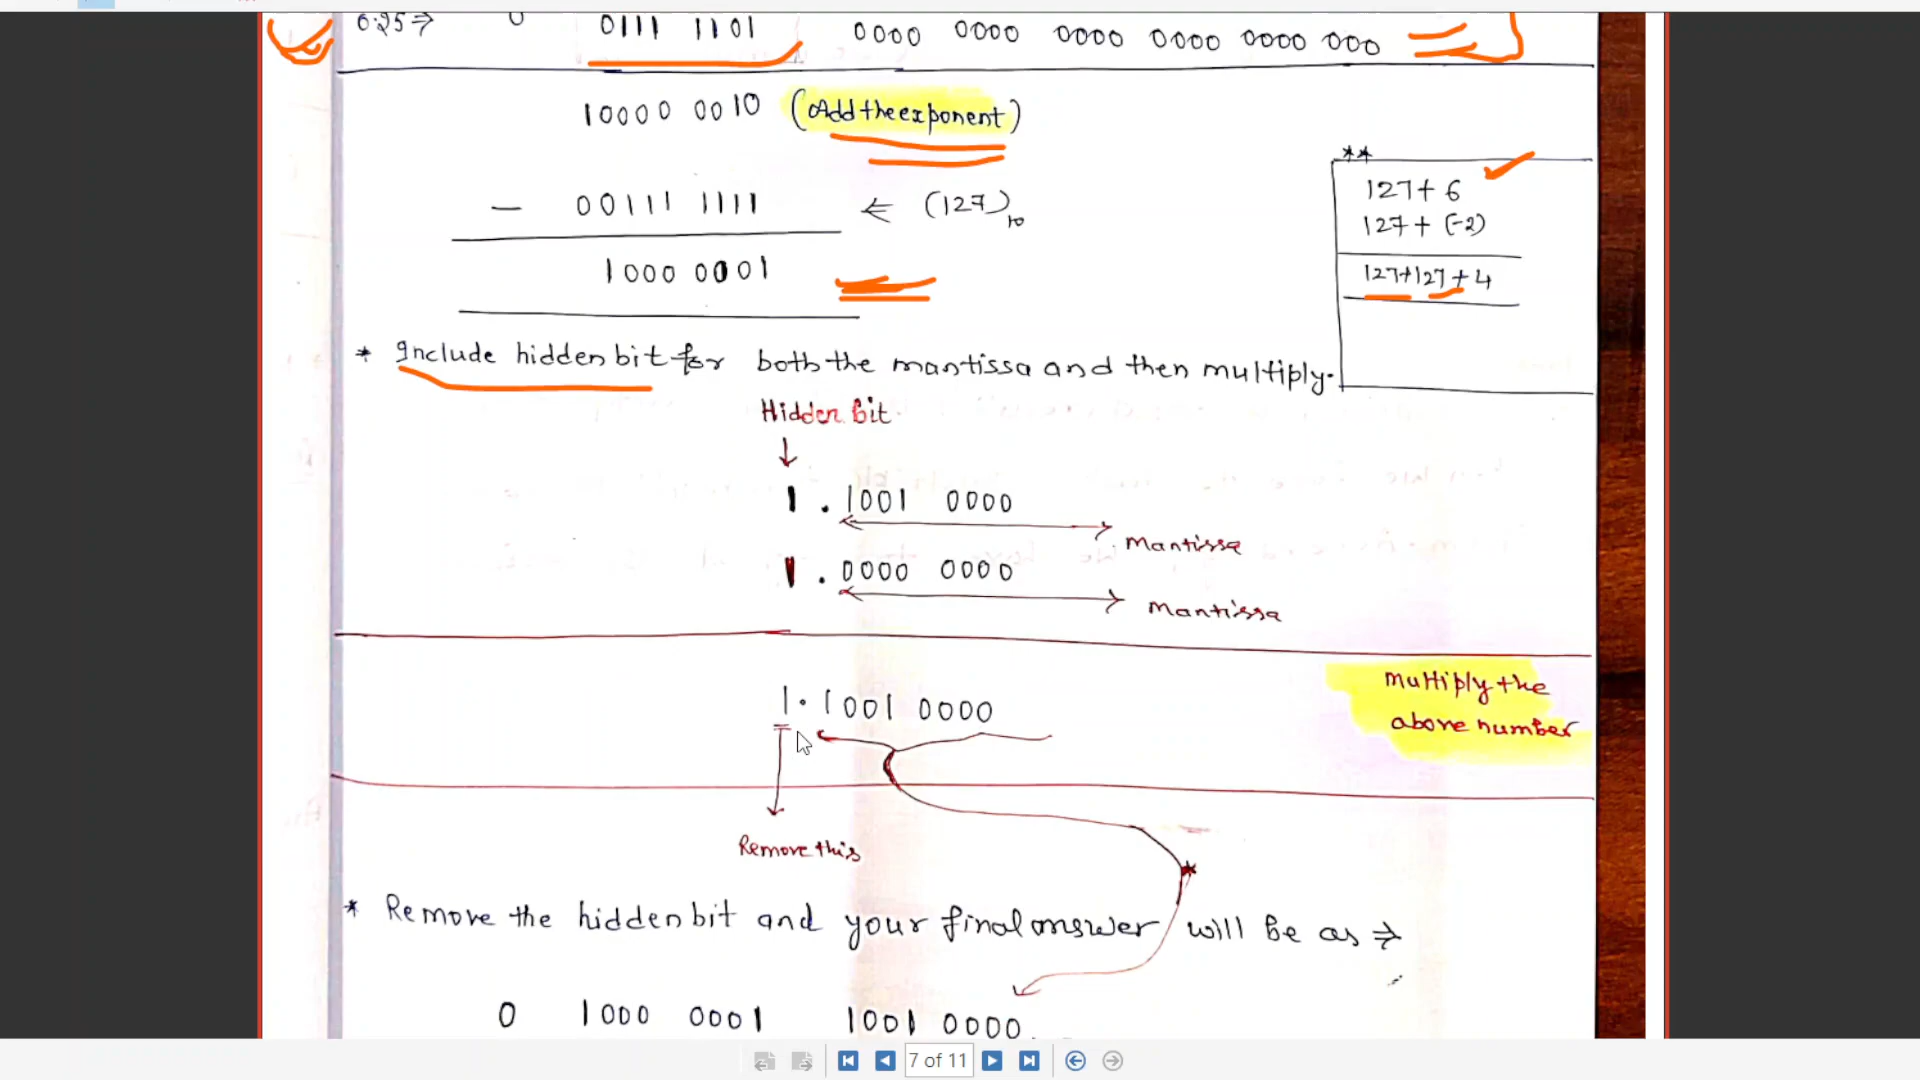 0.25⇒ 0 0111 1101 0000 0000 0000 0000 0000 000
10000 0010 (Add the exponent)
— 00111 1111 ⇐ (127)10
1000 0001
**
127+ 6
127 + (-2)
127+127+4
* Include hidden bit for both the mantissa and then multiply.
Hidden bit.
↓
1 . 1001 0000
Mantissa
1 . 0000 0000
Mantissa
1.1001 0000
multiply the
above number
Remove this
* Remove the hidden bit and your final answer will be as ⇒
0 1000 0001 1001 0000
7 of 11